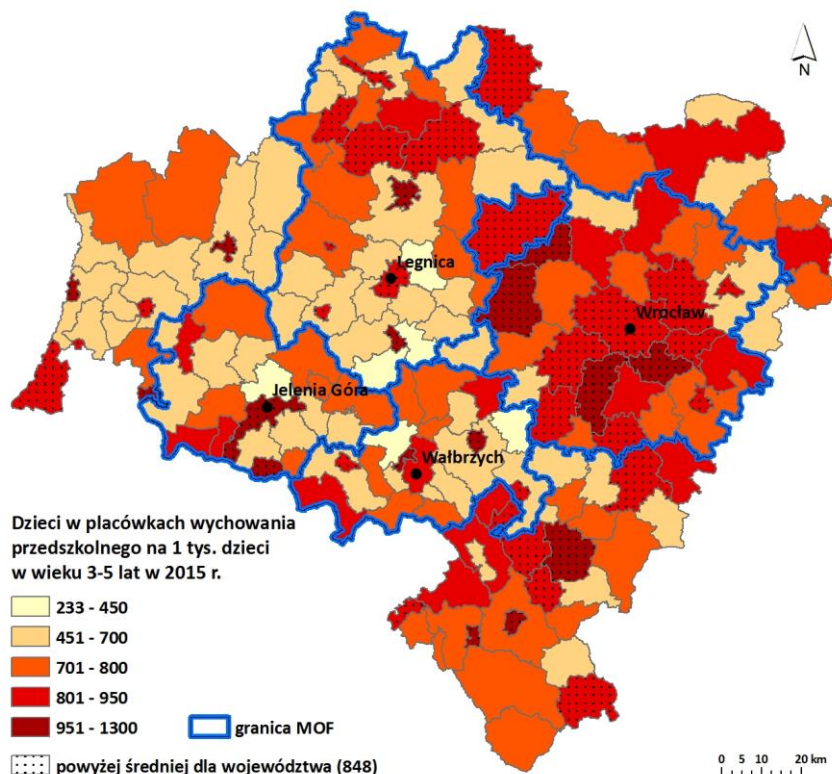 N
Legnica
Wrocław
Jelenia Góra
Wałbrzych
Dzieci w placówkach wychowania
przedszkolnego na 1 tys. dzieci
w wieku 3-5 lat w 2015 r.
233 - 450
451 - 700
701 - 800
801 - 950
951 - 1300
granica MOF
powyżej średniej dla województwa (848)
0 5 10 20 km